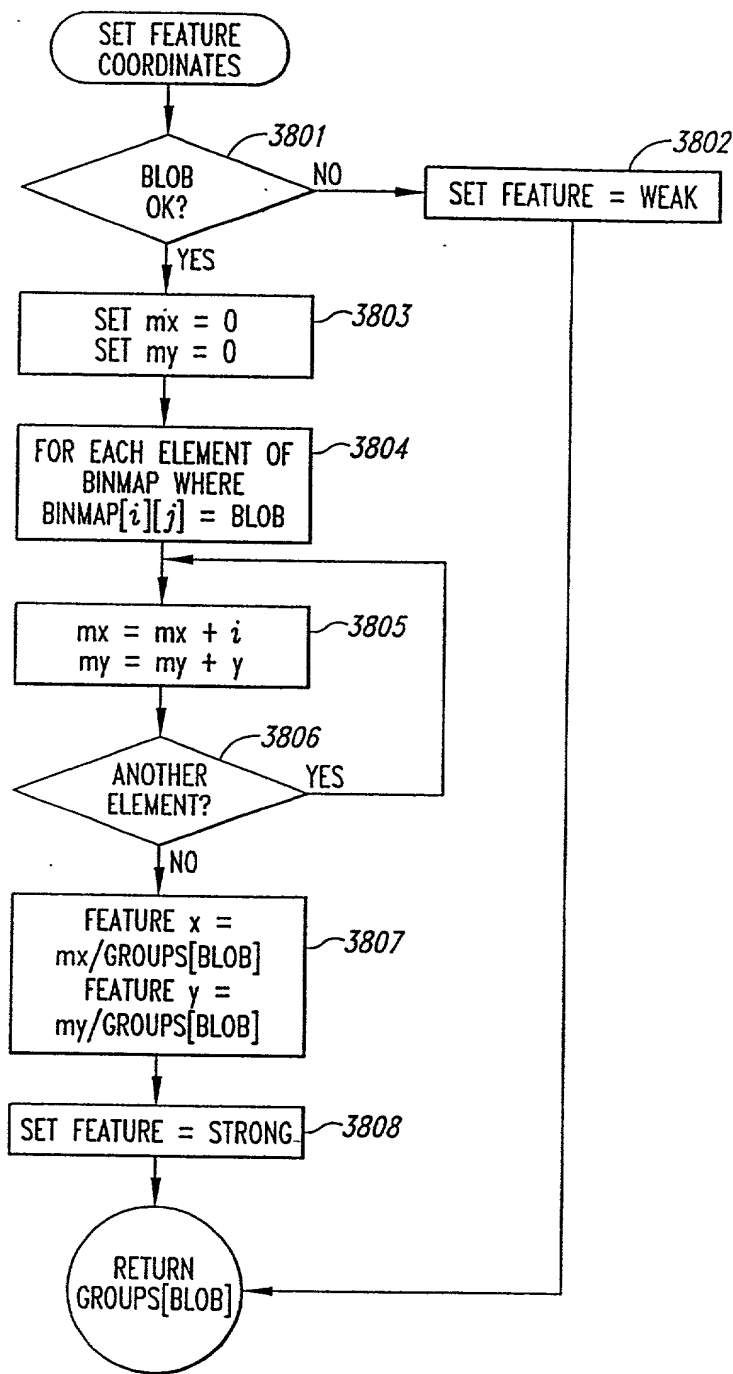 SET FEATURE
COORDINATES
3801
BLOB
OK?
NO
3802
SET FEATURE = WEAK
YES
SET mx = 0
SET my = 0
3803
FOR EACH ELEMENT OF
BINMAP WHERE
BINMAP[i][j] = BLOB
3804
mx = mx + i
my = my + y
3805
3806
ANOTHER
ELEMENT?
YES
NO
FEATURE x =
mx/GROUPS[BLOB]
FEATURE y =
my/GROUPS[BLOB]
3807
SET FEATURE = STRONG
3808
RETURN
GROUPS[BLOB]